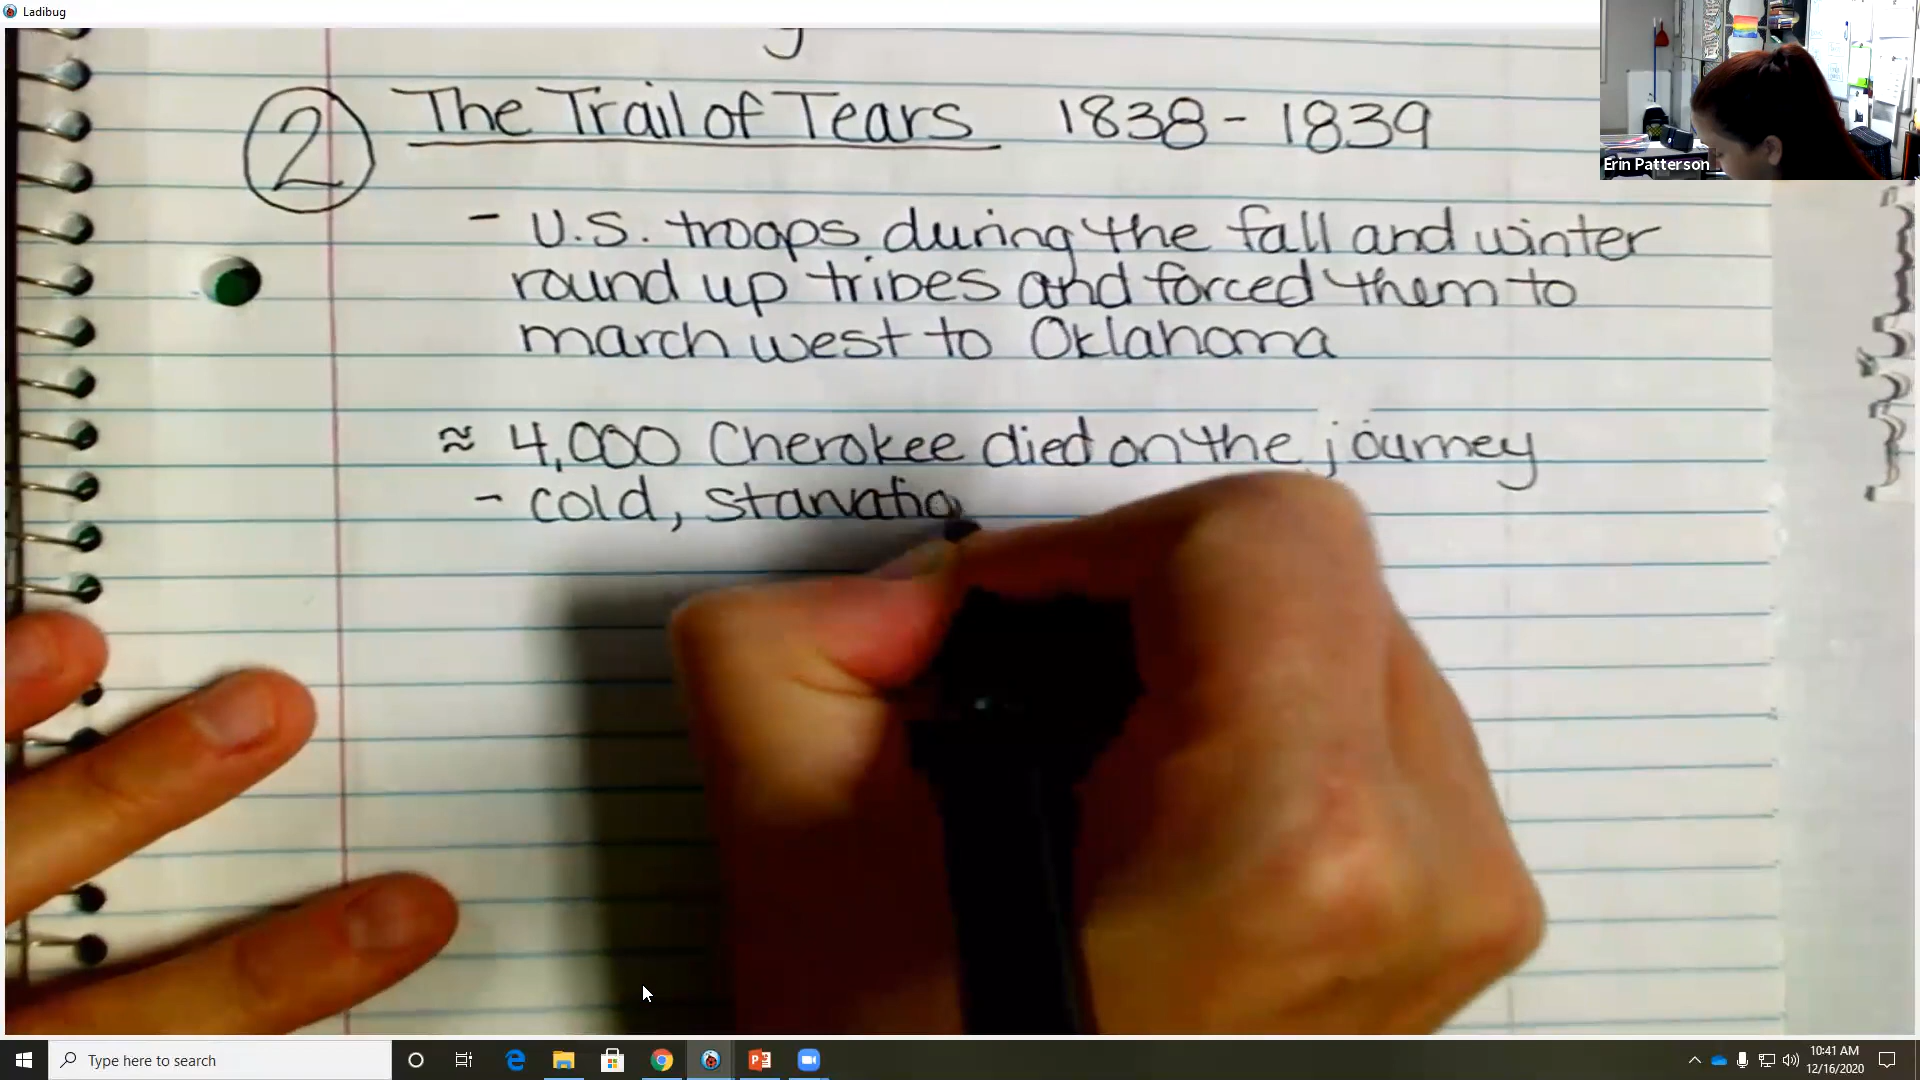 Ladibug
2 The Trail of Tears 1838 - 1839
- U.S. troops during the fall and winter
round up tribes and forced them to
march west to Oklahoma
≈ 4,000 Cherokee died on the journey
- cold, starvatio
Erin Patterson
Type here to search
10:41 AM
12/16/2020